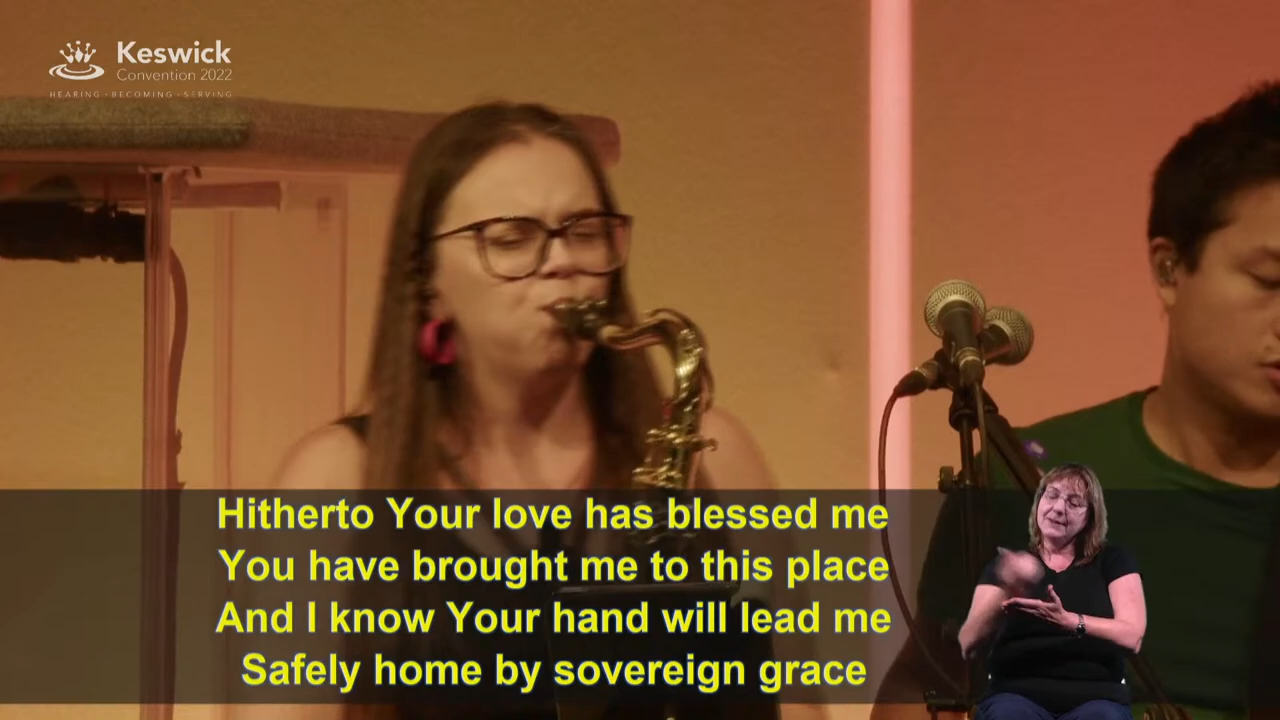 Keswick
Convention 2022
HEARING · BECOMING · SERVING
Hitherto Your love has blessed me
You have brought me to this place
And I know Your hand will lead me
Safely home by sovereign grace